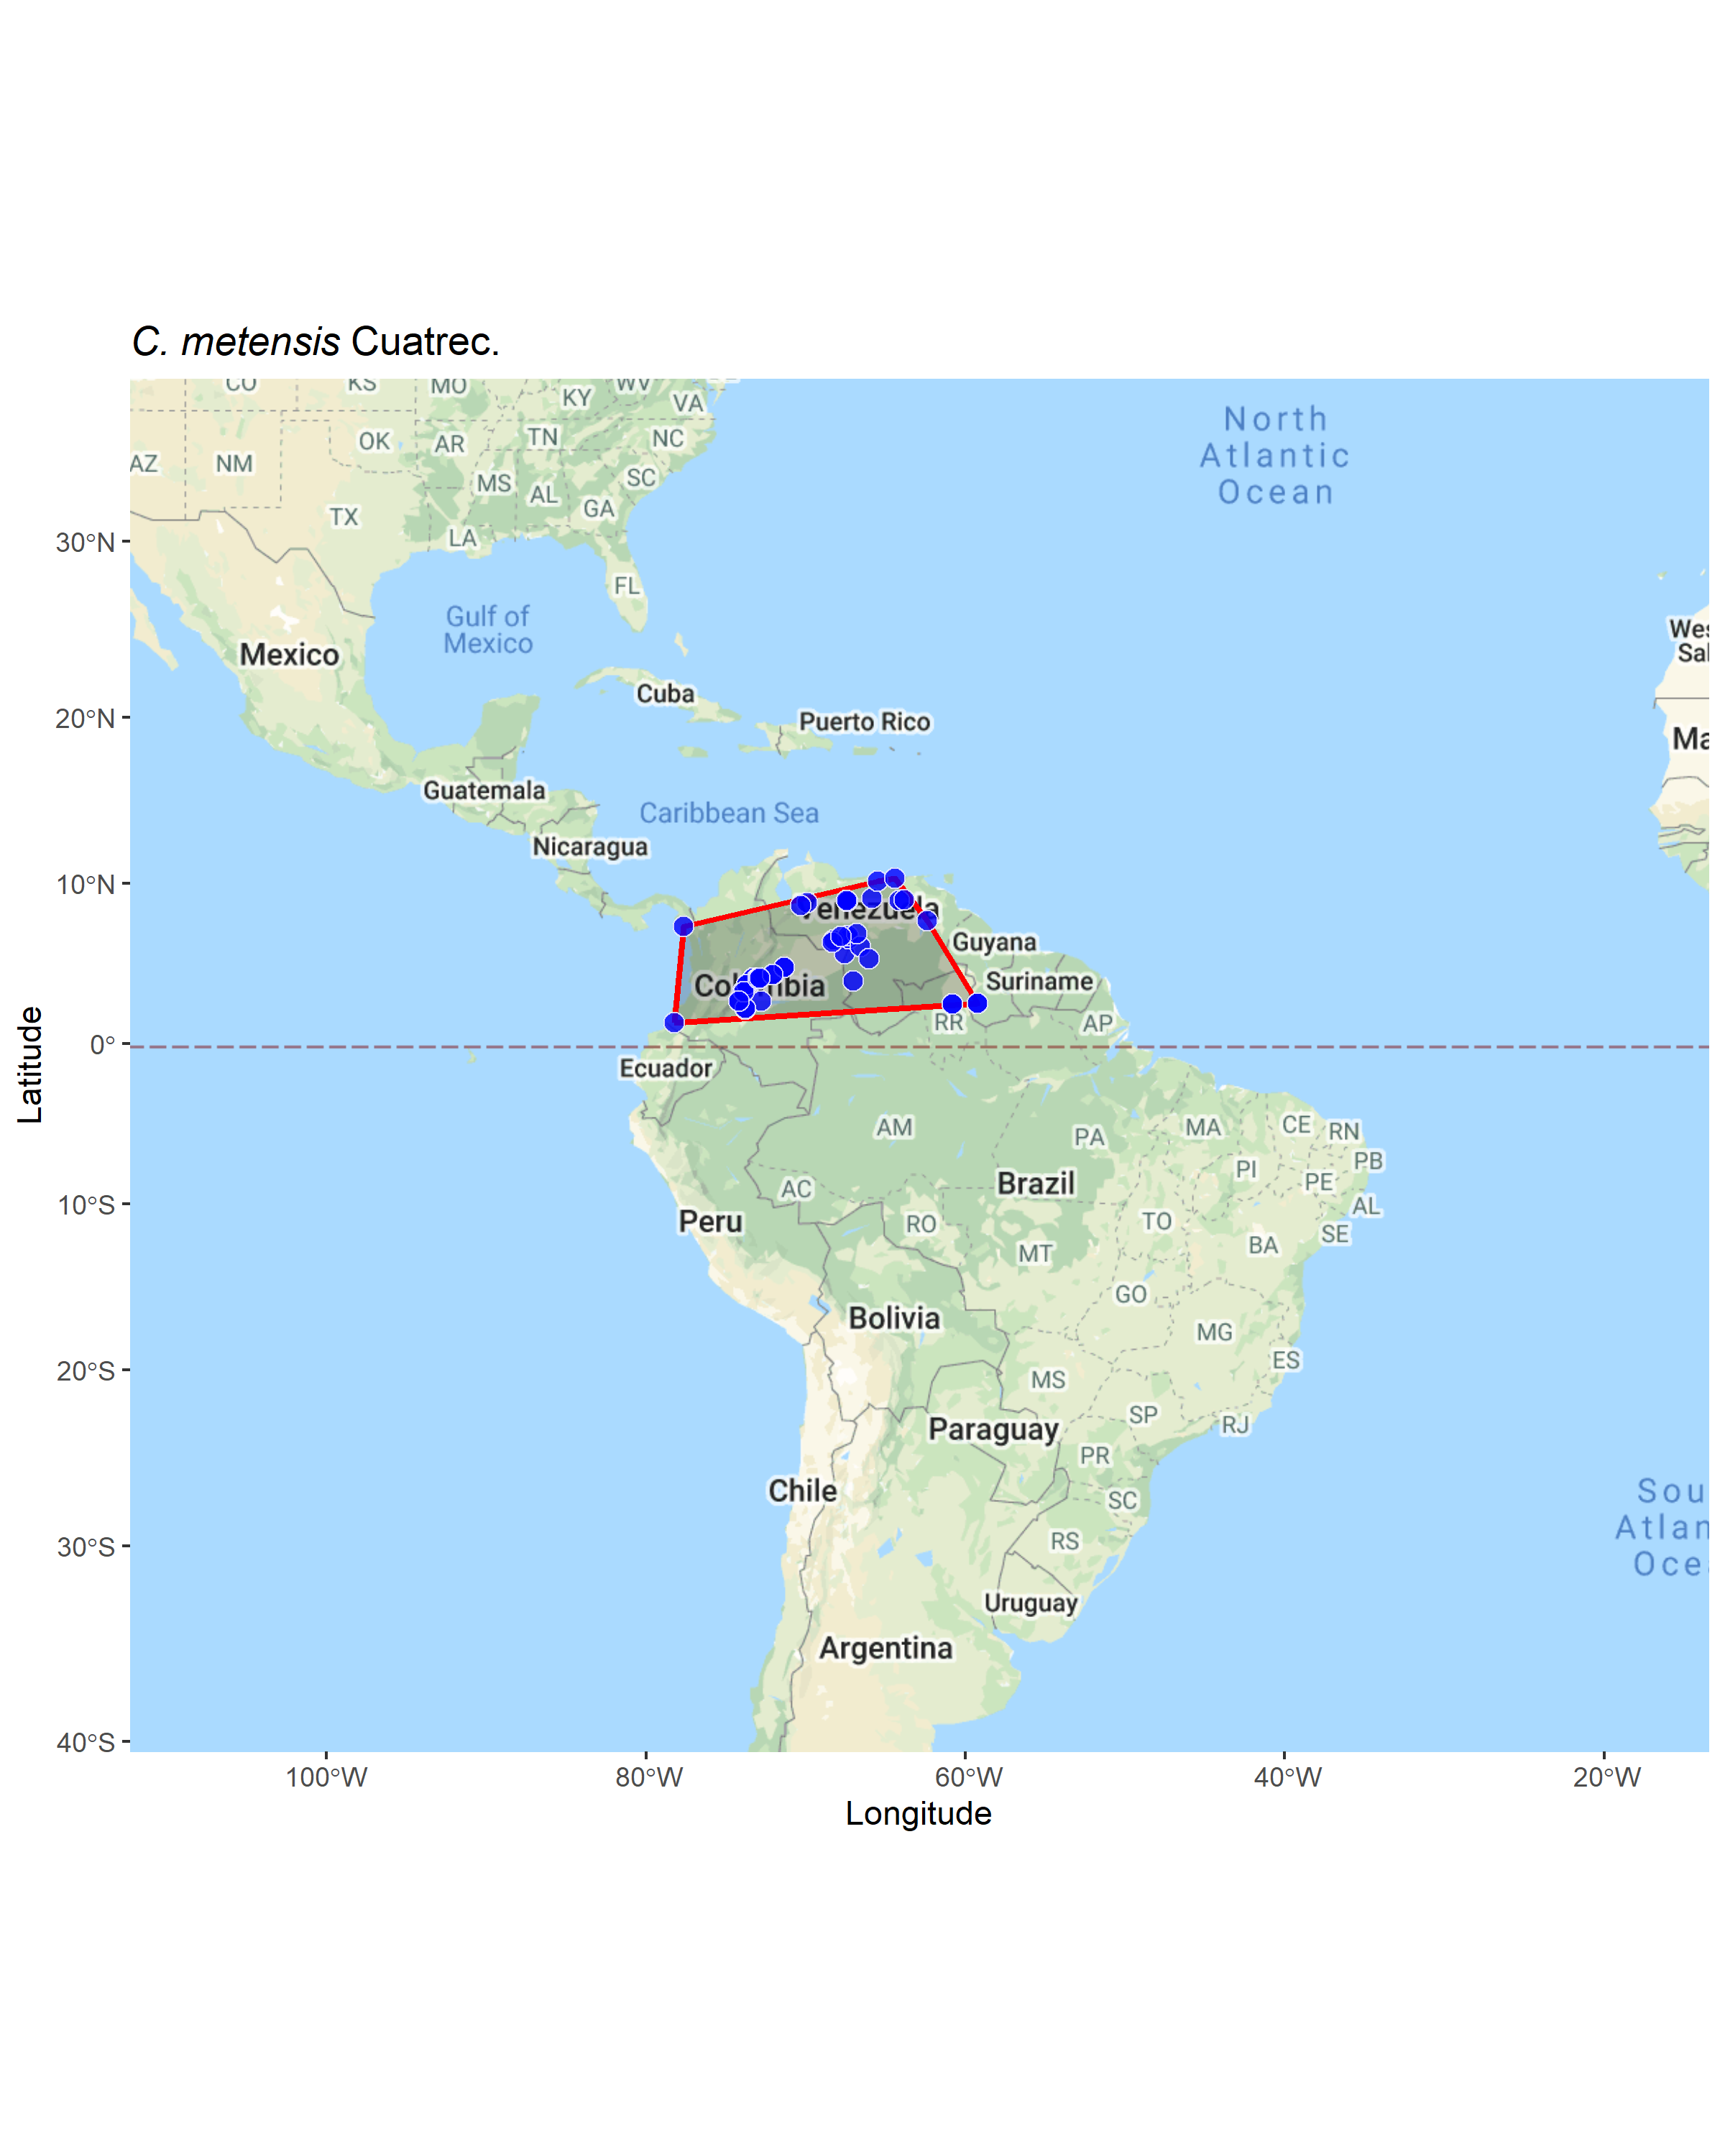 C. metensis Cuatrec.
CO
KS
MO
KY
WV
VA
AZ
NM
OK
AR
TN
NC
TX
MS
AL
GA
SC
LA
FL
North
Atlantic
Ocean
Gulf of
Mexico
Mexico
Cuba
Puerto Rico
Guatemala
Caribbean Sea
Nicaragua
Wes
Sal
Ma
Venezuela
Guyana
Suriname
Colombia
RR
AP
Ecuador
AM
PA
MA
CE
RN
PB
PI
PE
AL
AC
Brazil
Peru
RO
TO
SE
MT
BA
GO
Bolivia
MG
ES
MS
SP
RJ
Paraguay
PR
Chile
SC
RS
Uruguay
Argentina
Sou
Atlan
Ocea
30°N
20°N
10°N
0°
10°S
20°S
30°S
40°S
Latitude
100°W
80°W
60°W
40°W
20°W
Longitude